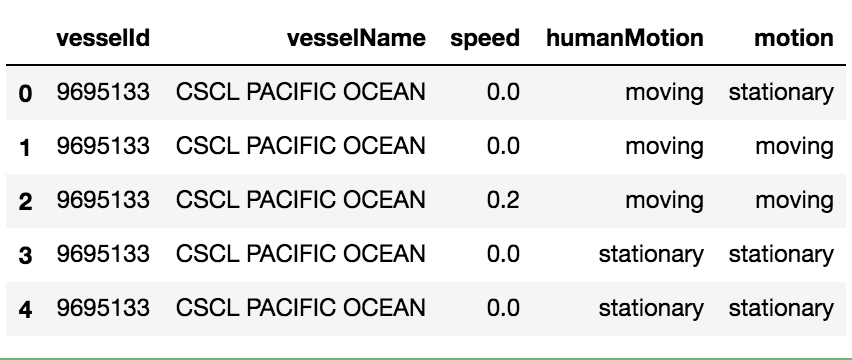 vesselId vesselName speed humanMotion motion
0 9695133 CSCL PACIFIC OCEAN 0.0 moving stationary
1 9695133 CSCL PACIFIC OCEAN 0.0 moving moving
2 9695133 CSCL PACIFIC OCEAN 0.2 moving moving
3 9695133 CSCL PACIFIC OCEAN 0.0 stationary stationary
4 9695133 CSCL PACIFIC OCEAN 0.0 stationary stationary